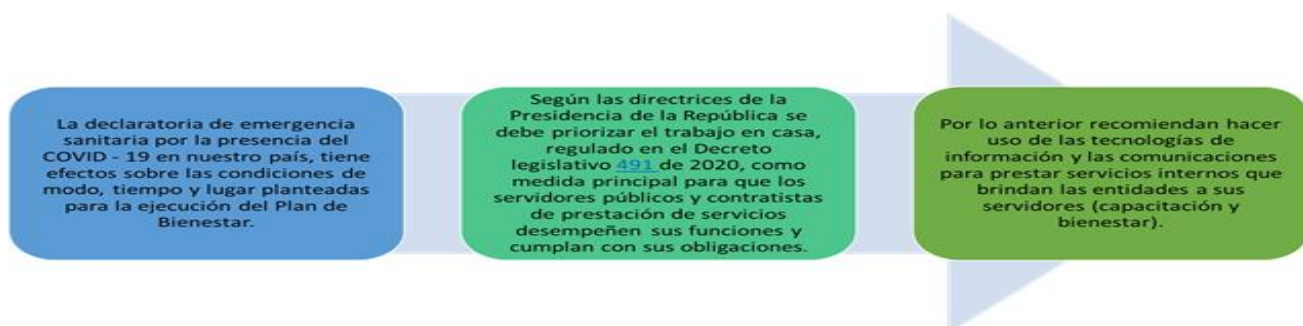 La declaratoria de emergencia
sanitaria por la presencia del
COVID - 19 en nuestro país, tiene
efectos sobre las condiciones de
modo, tiempo y lugar planteadas
para la ejecución del Plan de
Bienestar.
Según las directrices de la
Presidencia de la República se
debe priorizar el trabajo en casa,
regulado en el Decreto
legislativo 491 de 2020, como
medida principal para que los
servidores públicos y contratistas
de prestación de servicios
desempeñen sus funciones y
cumplan con sus obligaciones.
Por lo anterior recomiendan hacer
uso de las tecnologías de
información y las comunicaciones
para prestar servicios internos que
brindan las entidades a sus
servidores (capacitación y
bienestar).